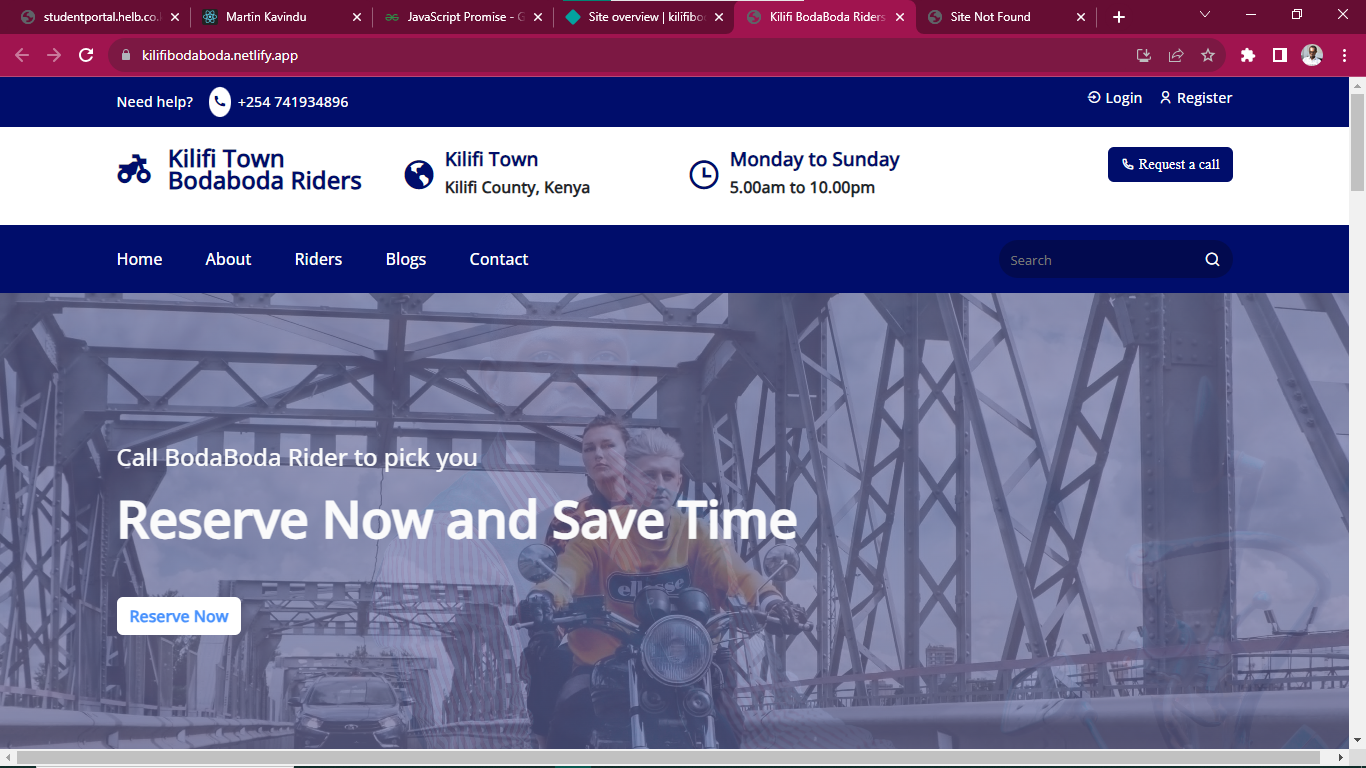 studentportal.helb.co.
Martin Kavindu
JavaScript Promise - G
Site overview | kilifibo
Kilifi BodaBoda Riders
Site Not Found
kilifibodaboda.netlify.app
Need help? +254 741934896
Login Register
Kilifi Town
Bodaboda Riders
Kilifi Town
Kilifi County, Kenya
Monday to Sunday
5.00am to 10.00pm
Request a call
Home About Riders Blogs Contact
Search
Call BodaBoda Rider to pick you
Reserve Now and Save Time
ellesse
Reserve Now